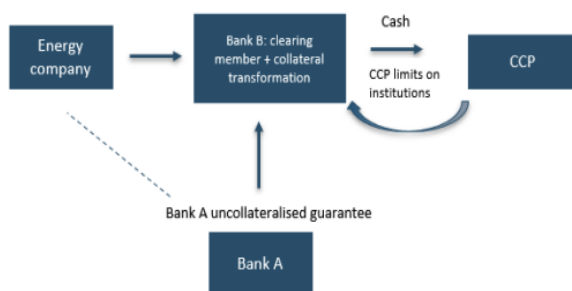 Energy
company
Bank B: clearing
member + collateral
transformation
Cash
CCP limits on
institutions
CCP
Bank A uncollateralised guarantee
Bank A